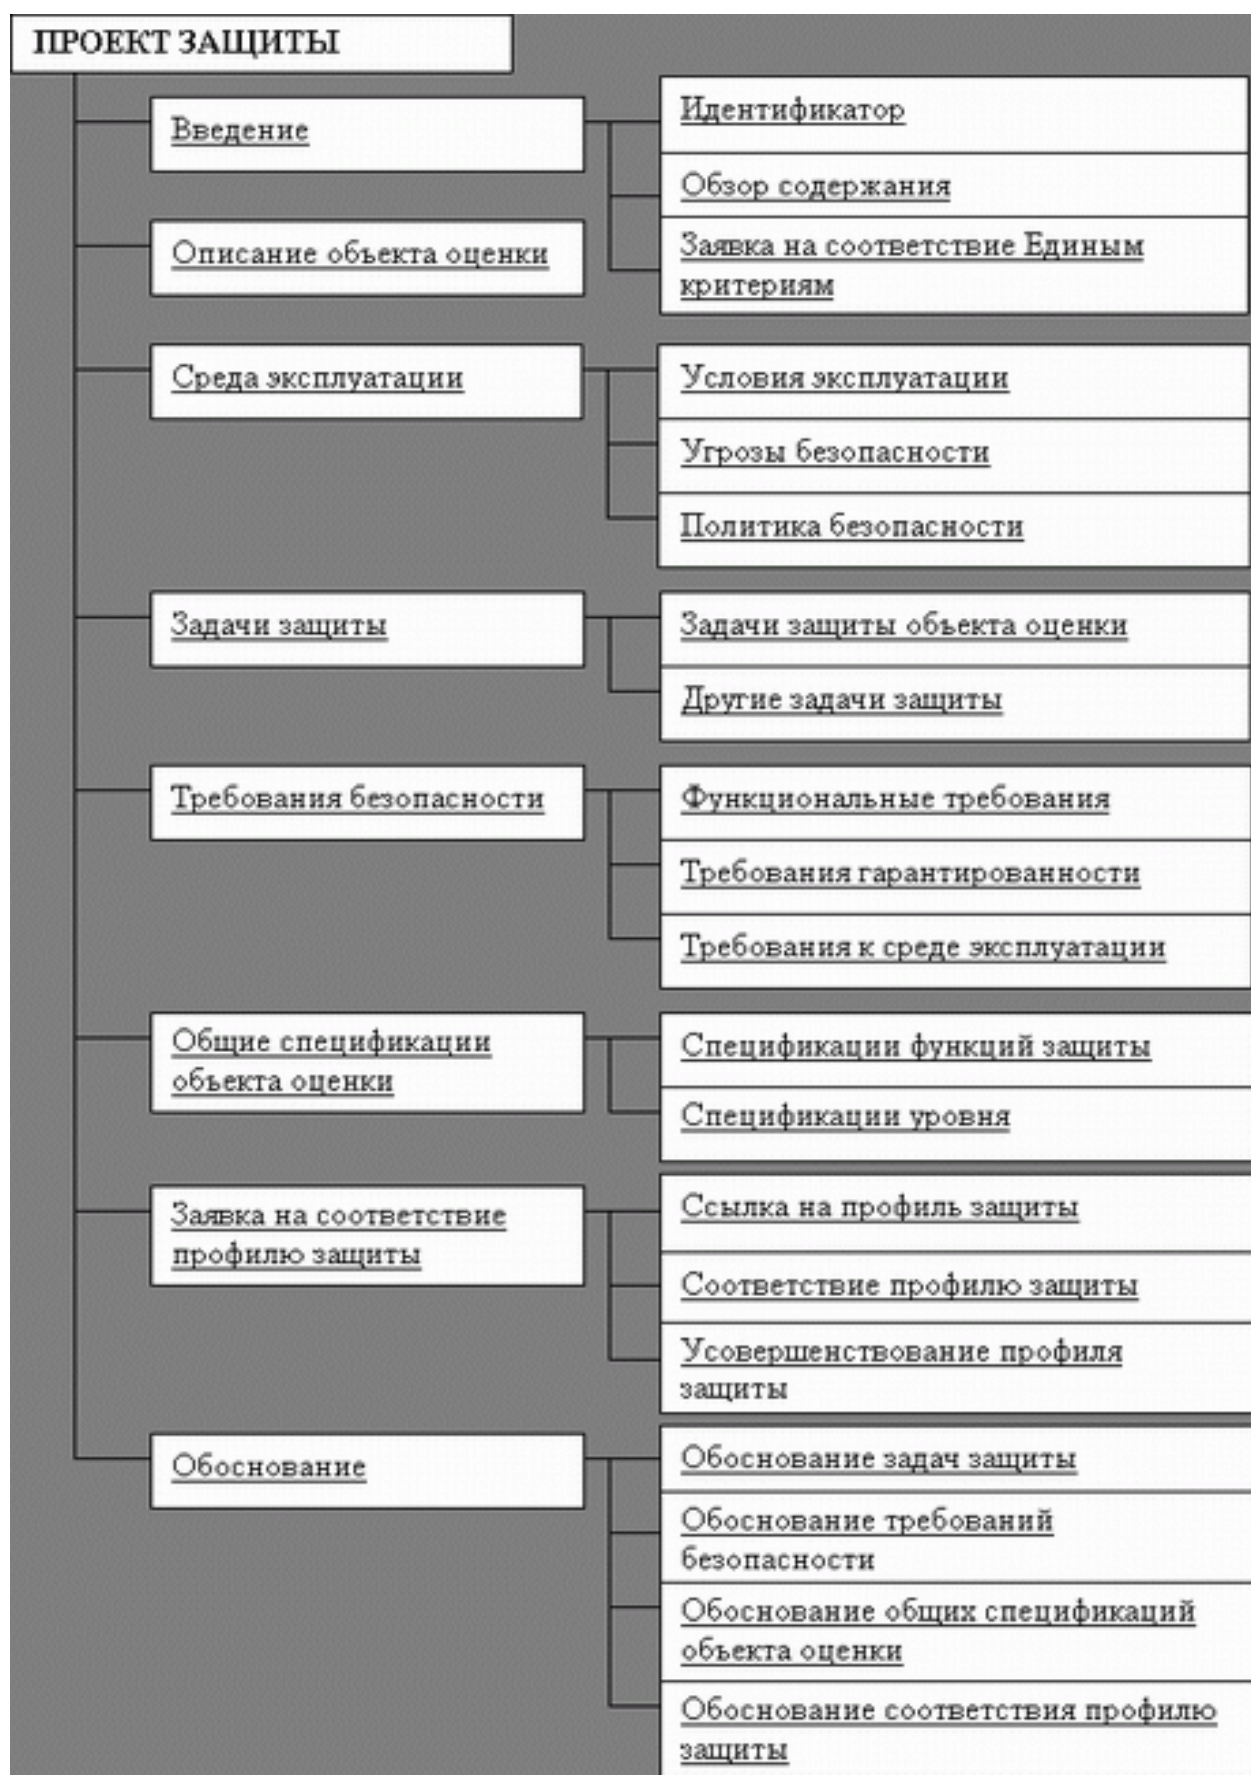 ПРОЕКТ ЗАЩИТЫ
Введение
Идентификатор
Обзор содержания
Заявка на соответствие Единым
критериям
Описание объекта оценки
Среда эксплуатации
Условия эксплуатации
Угрозы безопасности
Политика безопасности
Задачи защиты
Задачи защиты объекта оценки
Другие задачи защиты
Требования безопасности
Функциональные требования
Требования гарантированности
Требования к среде эксплуатации
Общие спецификации
объекта оценки
Спецификации функций защиты
Спецификации уровня
Заявка на соответствие
профилю защиты
Ссылка на профиль защиты
Соответствие профилю защиты
Усовершенствование профиля
защиты
Обоснование
Обоснование задач защиты
Обоснование требований
безопасности
Обоснование общих спецификаций
объекта оценки
Обоснование соответствия профилю
защиты